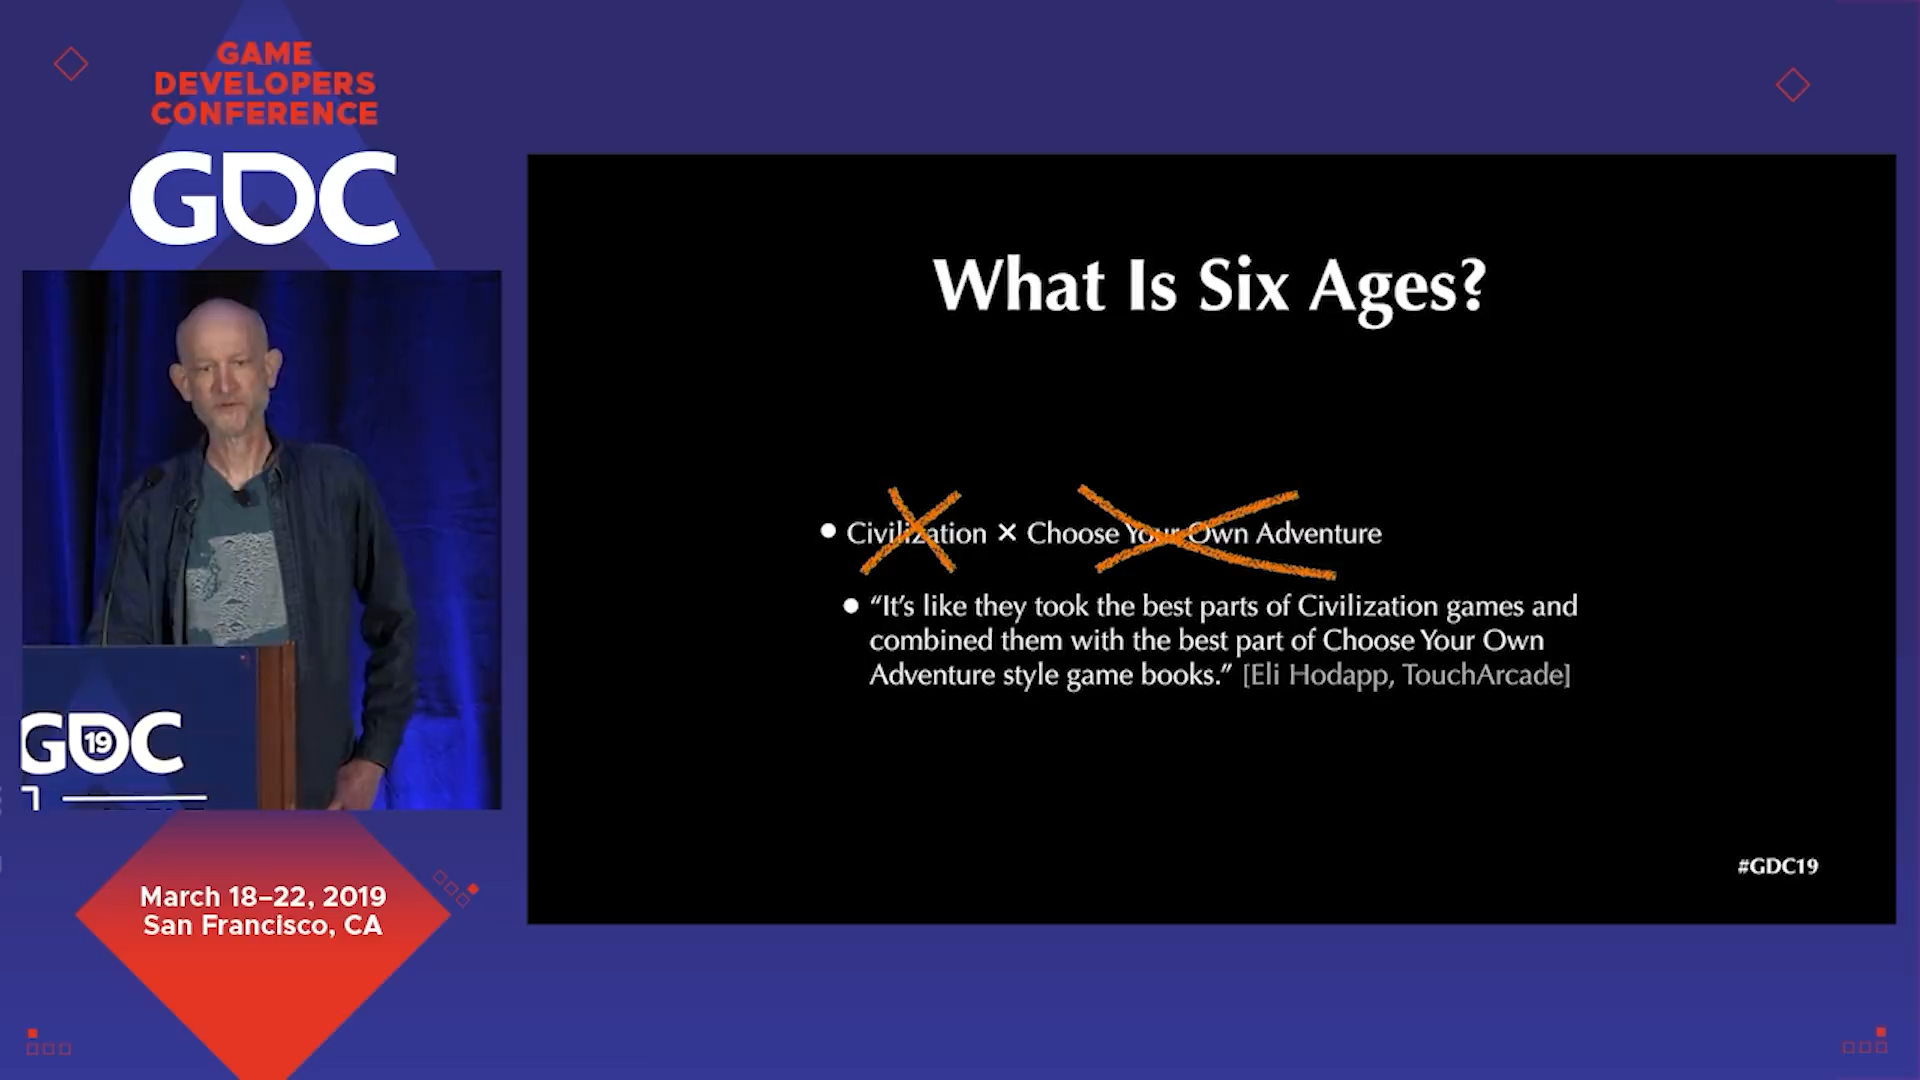 GAME
DEVELOPERS
CONFERENCE
GDC
GDC
19
March 18–22, 2019
San Francisco, CA
What Is Six Ages?
• Civilization × Choose Your Own Adventure
• “It’s like they took the best parts of Civilization games and
combined them with the best part of Choose Your Own
Adventure style game books.” [Eli Hodapp, TouchArcade]
#GDC19